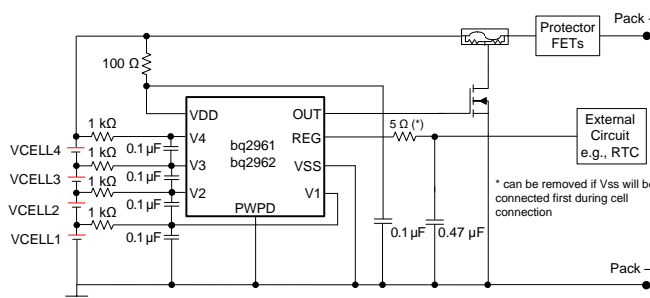 Pack –
Protector
FETs
100 Ω
VDD
OUT
1 kΩ
V4
bq2961
REG
5 Ω (*)
External
Circuit
e.g., RTC
VCELL4
1 kΩ
0.1 µF
V3
bq2962
VSS
VCELL3
1 kΩ
0.1 µF
V2
V1
* can be removed if Vss will be
connected first during cell
connection
VCELL2
1 kΩ
0.1 µF
PWPD
VCELL1
0.1 µF
0.1 µF
0.47 µF
Pack –